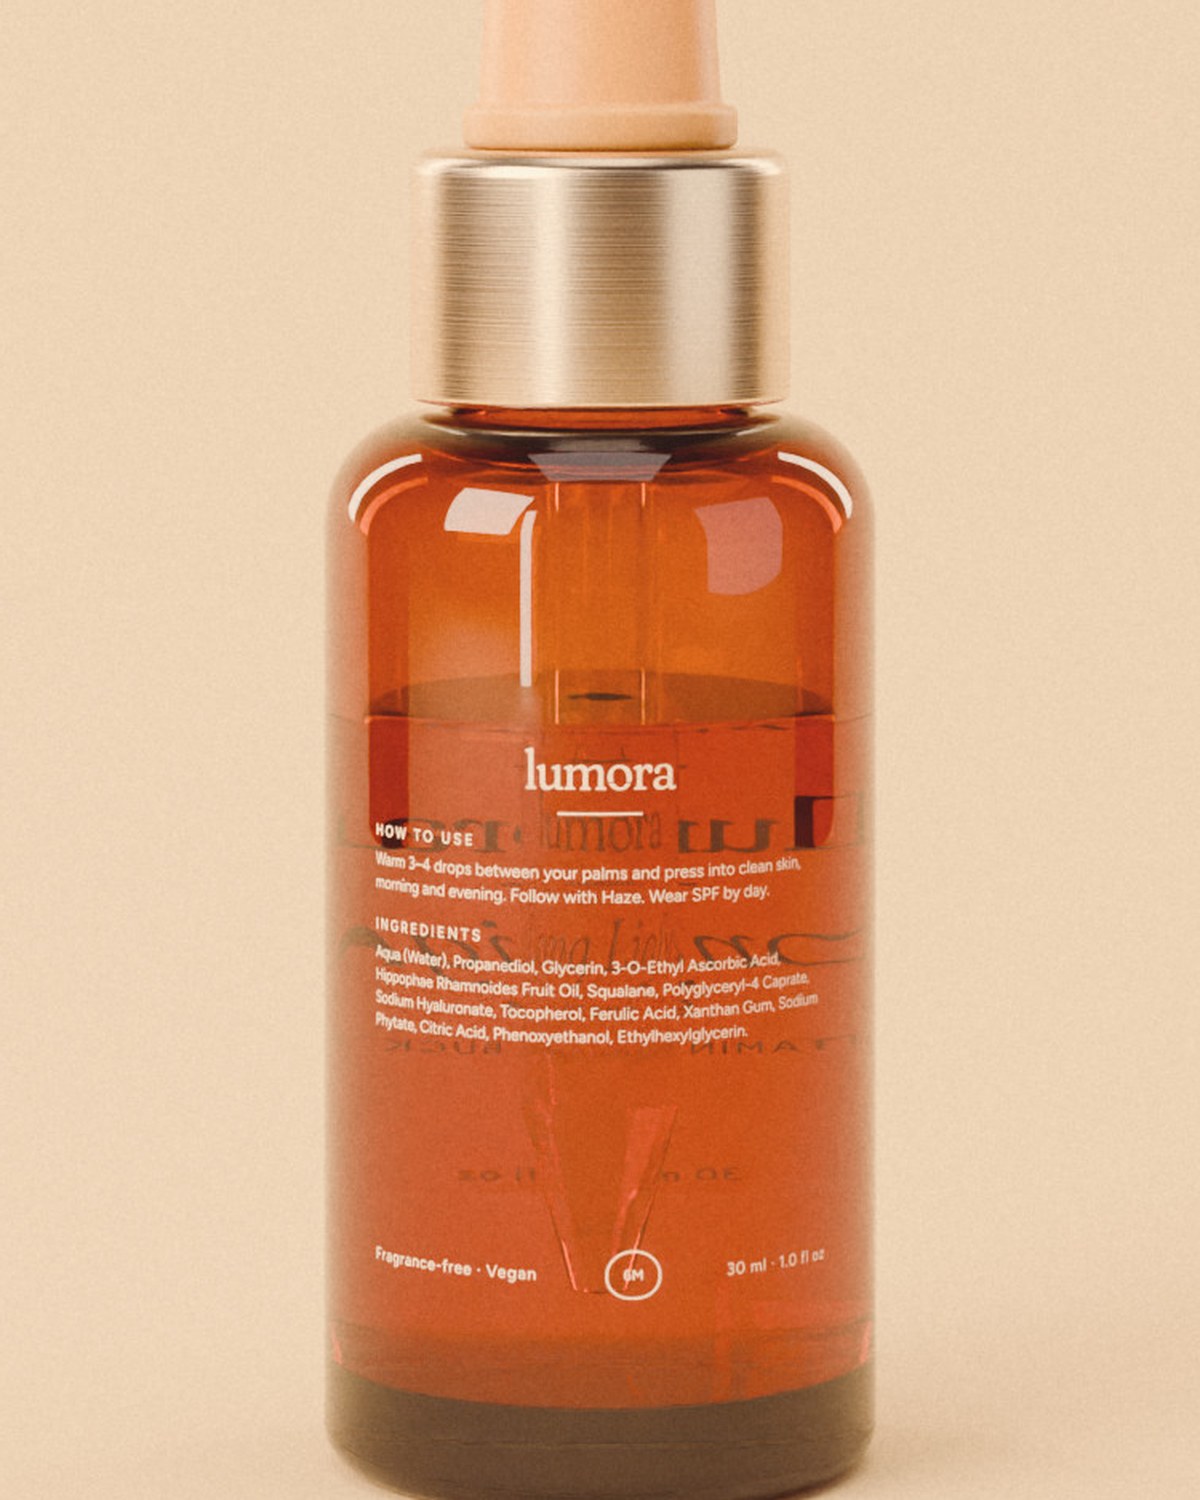 lumora
HOW TO USE
Warm 3–4 drops between your palms and press into clean skin,
morning and evening. Follow with Haze. Wear SPF by day.
INGREDIENTS
Aqua (Water), Propanediol, Glycerin, 3-O-Ethyl Ascorbic Acid,
Hippophae Rhamnoides Fruit Oil, Squalane, Polyglyceryl-4 Caprate,
Sodium Hyaluronate, Tocopherol, Ferulic Acid, Xanthan Gum, Sodium
Phytate, Citric Acid, Phenoxyethanol, Ethylhexylglycerin.
Fragrance-free · Vegan
6M
30 ml · 1.0 fl oz